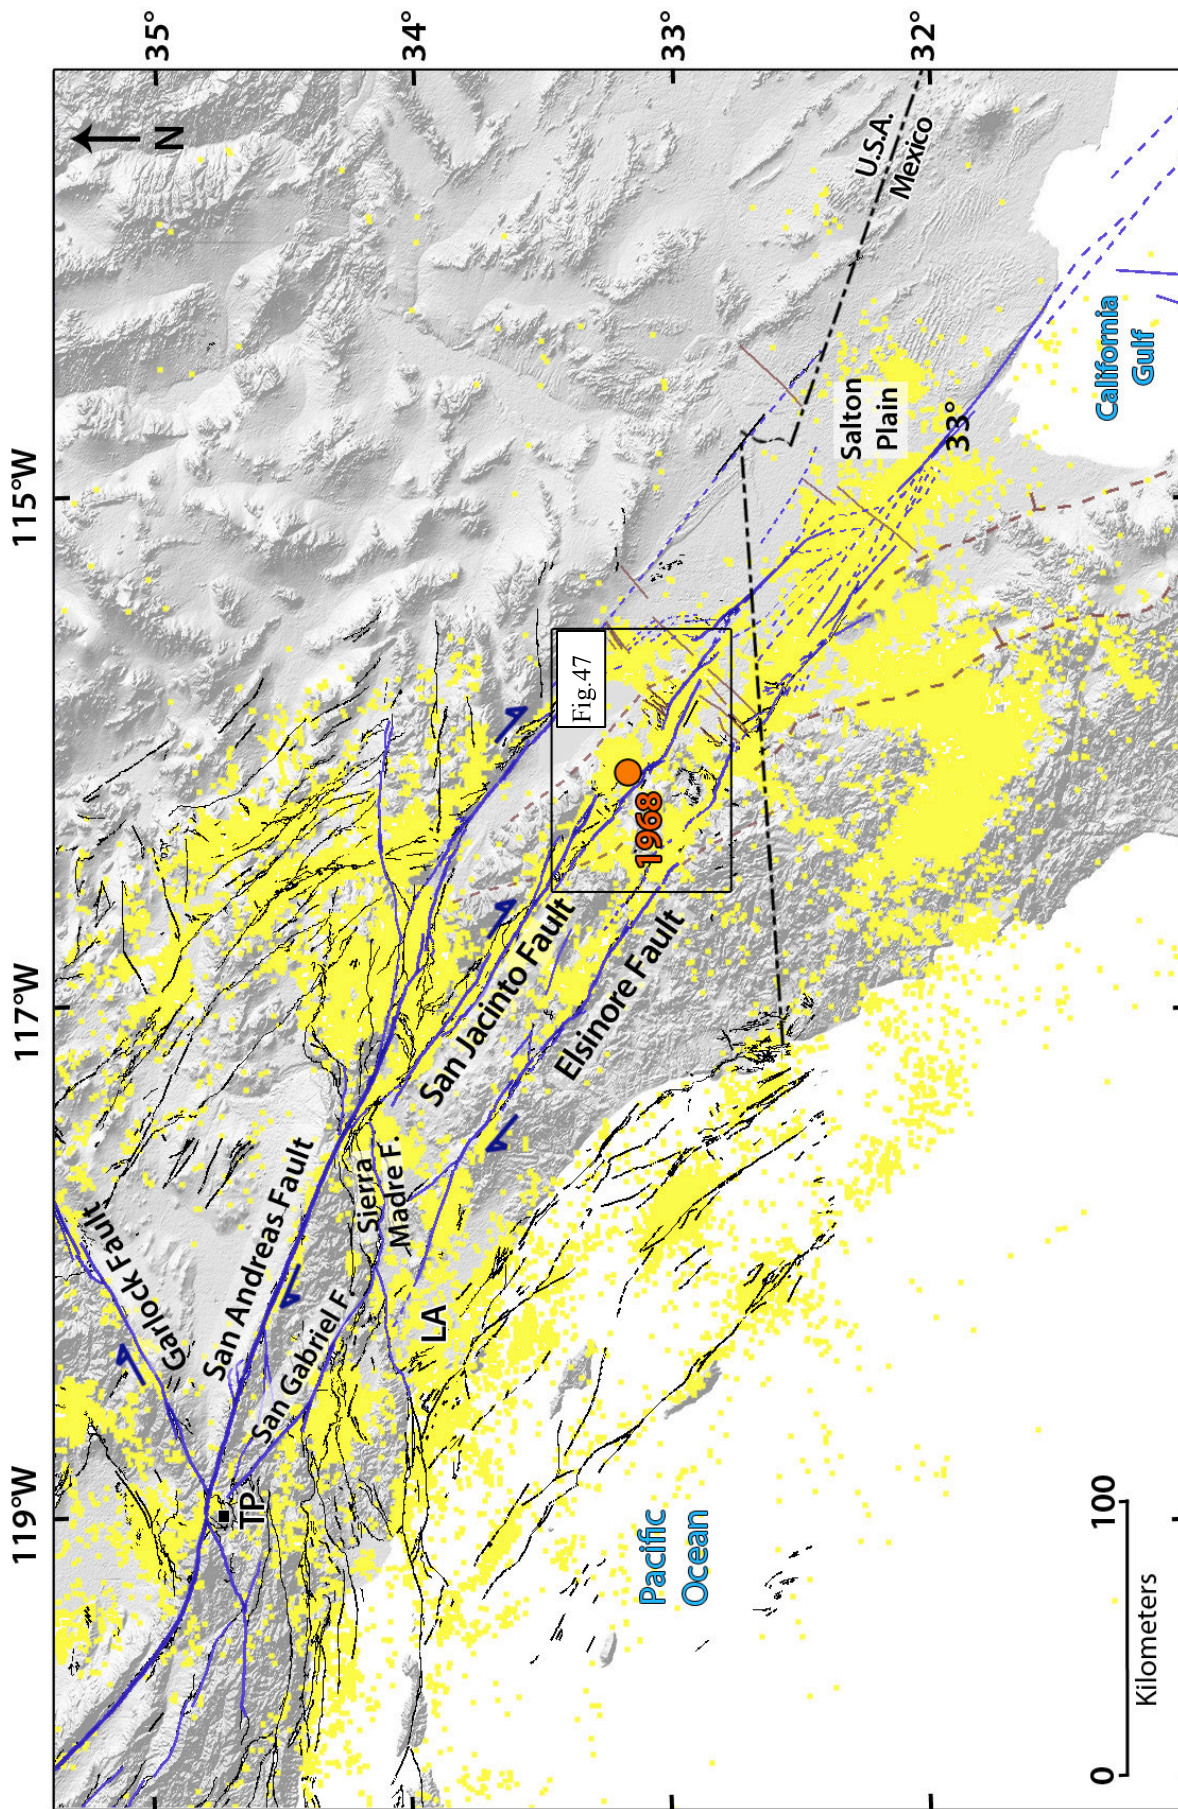 119°W
117°W
115°W
35°
34°
33°
32°
N
Garlock Fault
San Andreas Fault
San Gabriel F.
TP
Sierra
Madre F.
LA
San Jacinto Fault
Elsinore Fault
Fig.47
1968
U.S.A.
Mexico
Salton
Plain
33°
California
Gulf
Pacific
Ocean
0
100
Kilometers